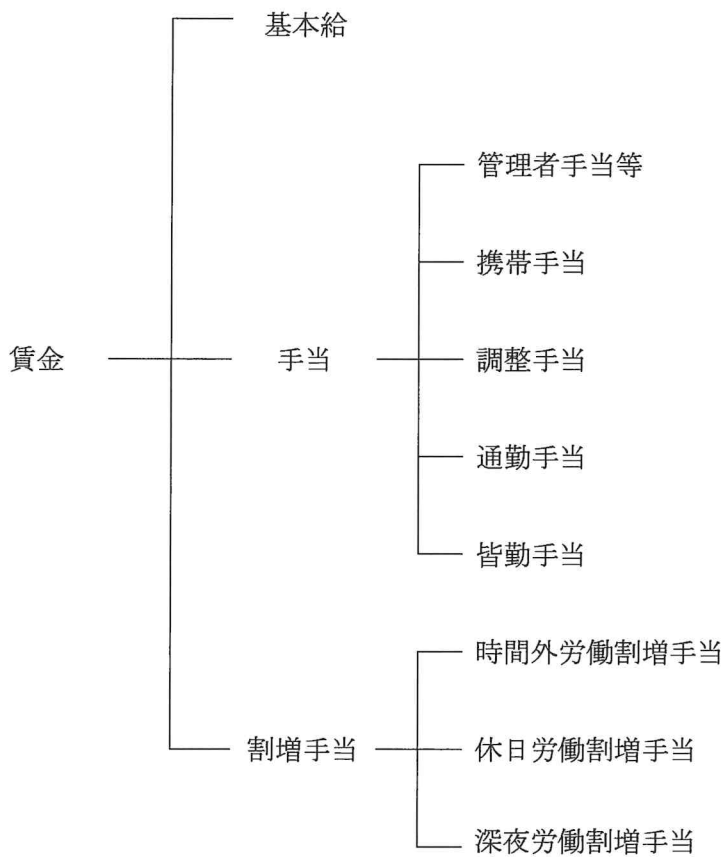 基本給
管理者手当等
携帯手当
賃金
手当
調整手当
通勤手当
皆勤手当
時間外労働割増手当
割増手当
休日労働割増手当
深夜労働割増手当